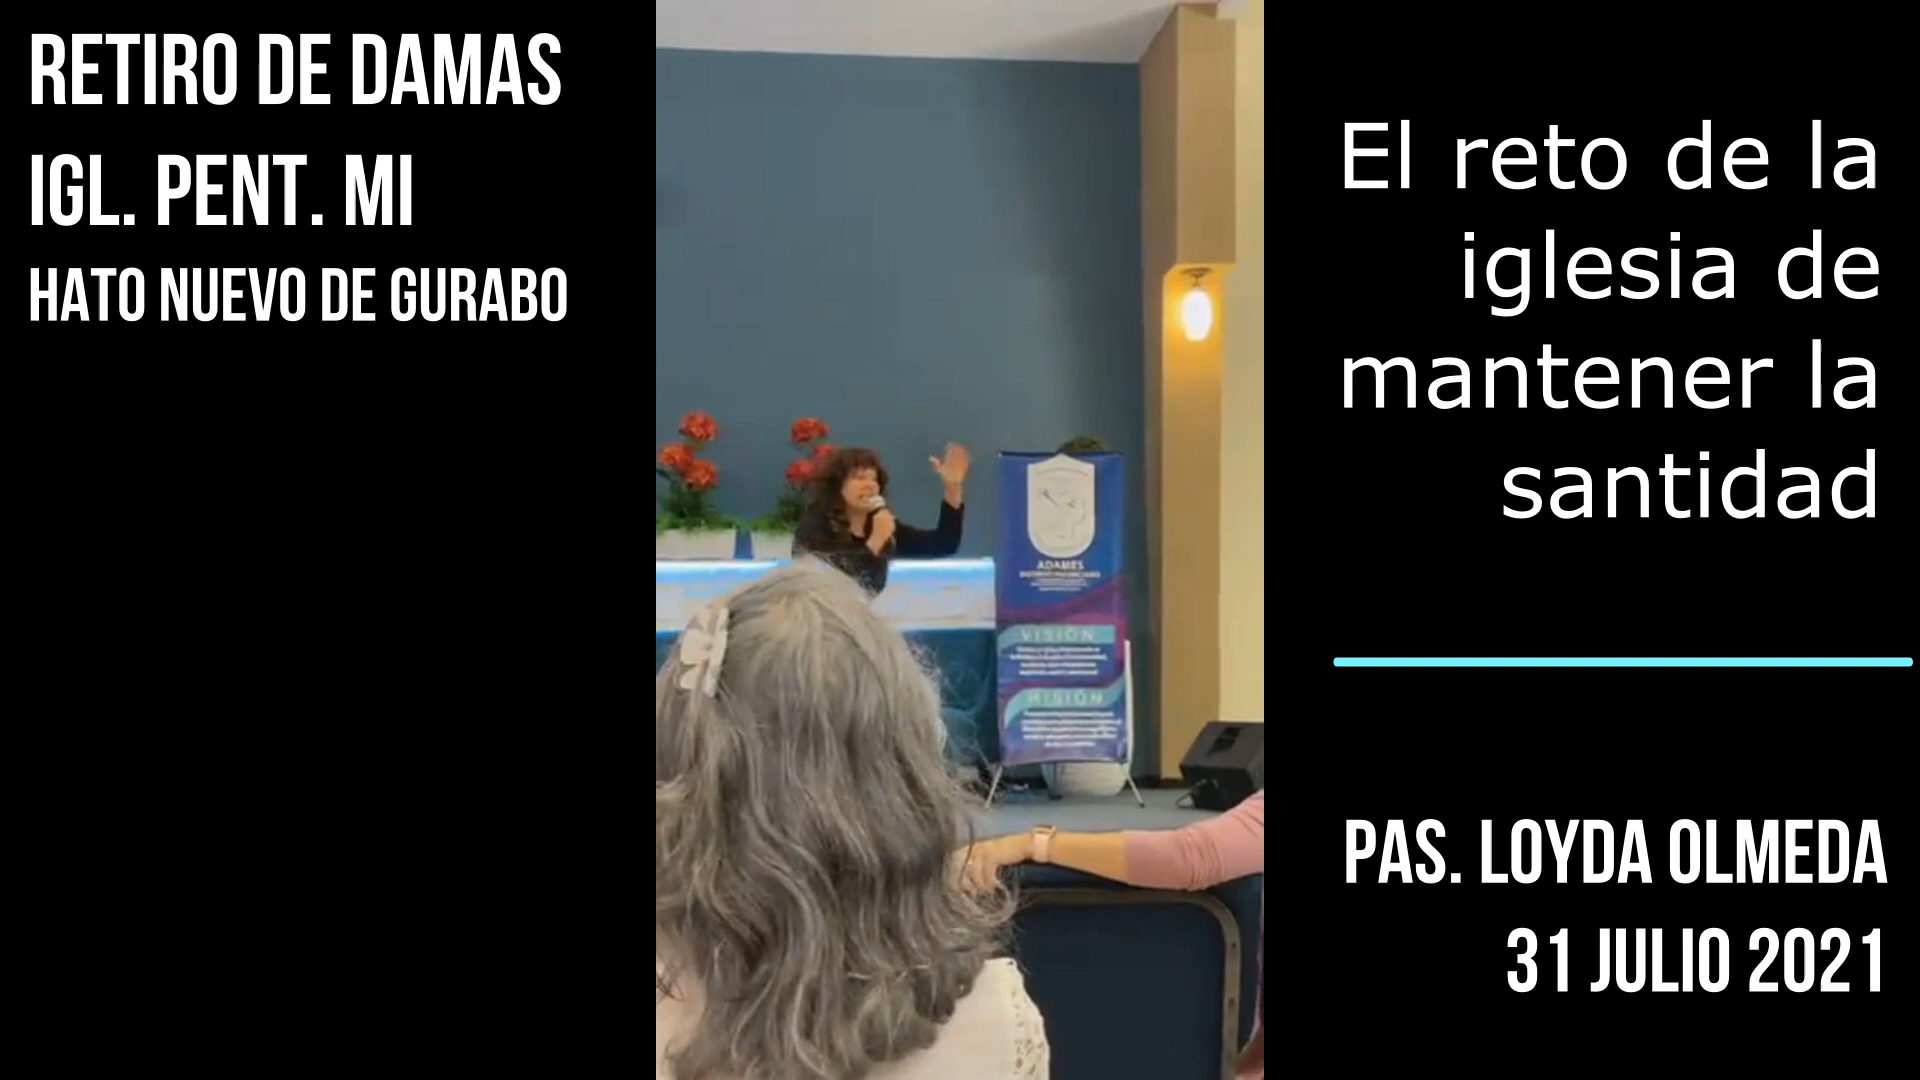 RETIRO DE DAMAS
IGL. PENT. MI
HATO NUEVO DE GURABO
El reto de la
iglesia de
mantener la
santidad
PAS. LOYDA OLMEDA
31 JULIO 2021
ADAMES
VISIÓN
MISIÓN